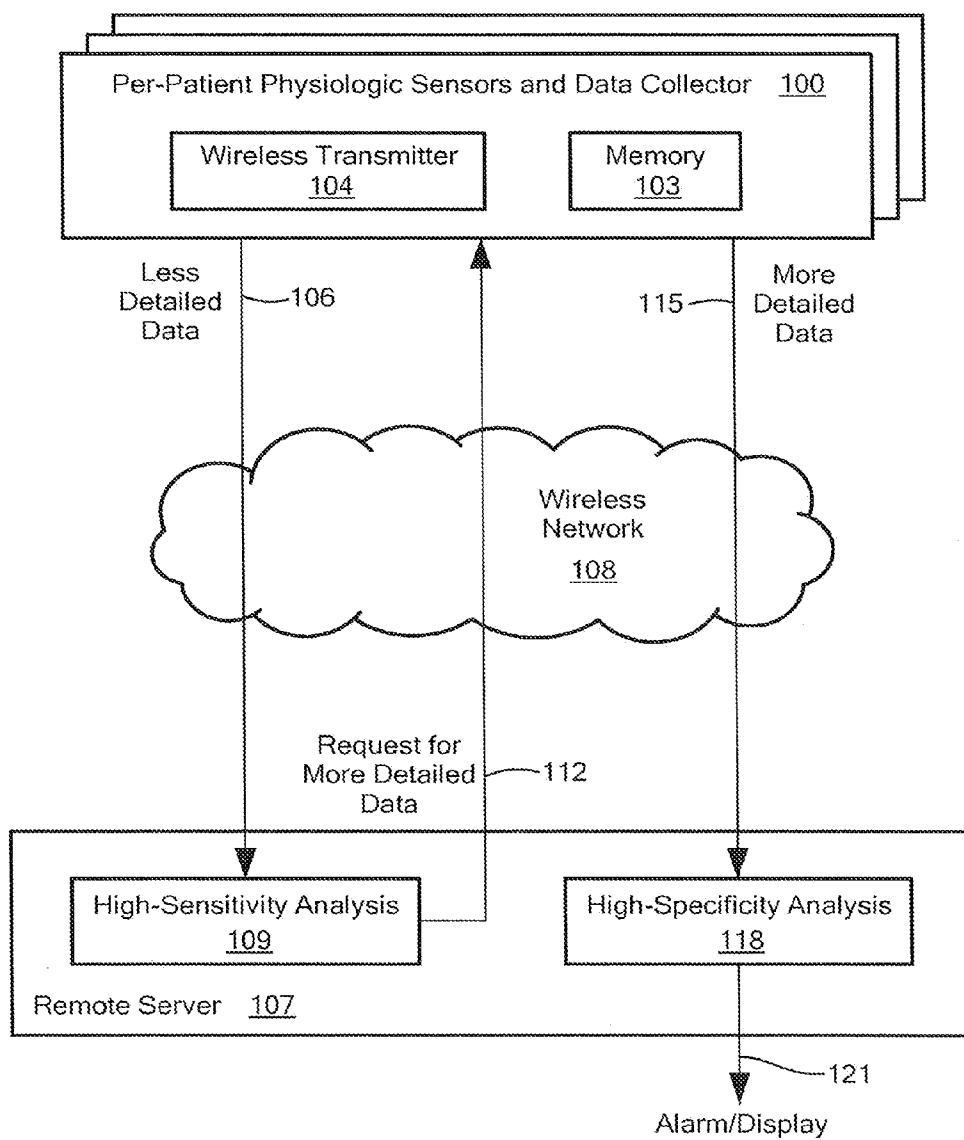 Per-Patient Physiologic Sensors and Data Collector 100
Wireless Transmitter
104
Memory
103
Less
Detailed
Data
106
115
More
Detailed
Data
Wireless
Network
108
Request for
More Detailed
Data
112
High-Sensitivity Analysis
109
High-Specificity Analysis
118
Remote Server 107
121
Alarm/Display